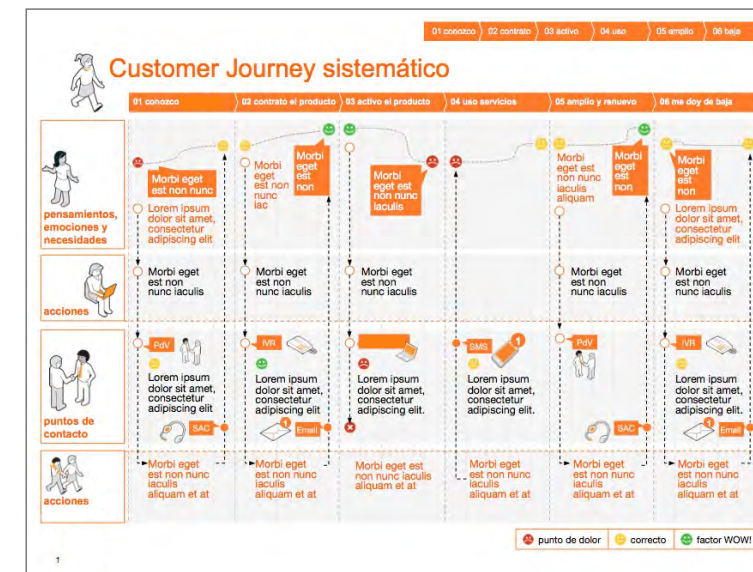 01 conozco
02 contrato
03 activo
04 uso
05 amplio
06 baja
Customer Journey sistemático
01 conozco
02 contrato el producto
03 activo el producto
04 uso servicios
05 amplio y renuevo
06 me doy de baja
pensamientos,
emociones y
necesidades
Morbi eget
est non nunc
Lorem ipsum
dolor sit amet,
consectetur
adipiscing elit
Morbi
eget
est non
nunc
iac
Morbi
eget
est
non
Morbi
eget est
non nunc
iaculis
Morbi
eget est
non nunc
iaculis
aliquam
Morbi
eget
est
non
Morbi
eget
est
non
Lorem ipsum
dolor sit amet,
consectetur
adipiscing elit
acciones
Morbi eget
est non
nunc iaculis
Morbi eget
est non
nunc iaculis
Morbi eget
est non
nunc iaculis
Morbi eget
est non
nunc iaculis
Morbi eget
est non
nunc iaculis
puntos de
contacto
PdV
Lorem ipsum
dolor sit amet,
consectetur
adipiscing elit
SAC
IVR
Lorem ipsum
dolor sit amet,
consectetur
adipiscing elit
1
Email
Lorem ipsum
dolor sit amet,
consectetur
adipiscing elit.
SMS
1
Lorem ipsum
dolor sit amet,
consectetur
adipiscing elit.
PdV
SAC
IVR
Lorem ipsum
dolor sit amet,
consectetur
adipiscing elit
1
Email
acciones
Morbi eget
est non nunc
iaculis
aliquam et at
Morbi eget
est non nunc
iaculis
aliquam et at
Morbi eget est
non nunc iaculis
aliquam et at
Morbi eget
est non nunc
iaculis
aliquam et at
Morbi eget
est non nunc
iaculis
aliquam et at
Morbi eget
est non nunc
iaculis
aliquam et at
punto de dolor
correcto
factor WOW!
1